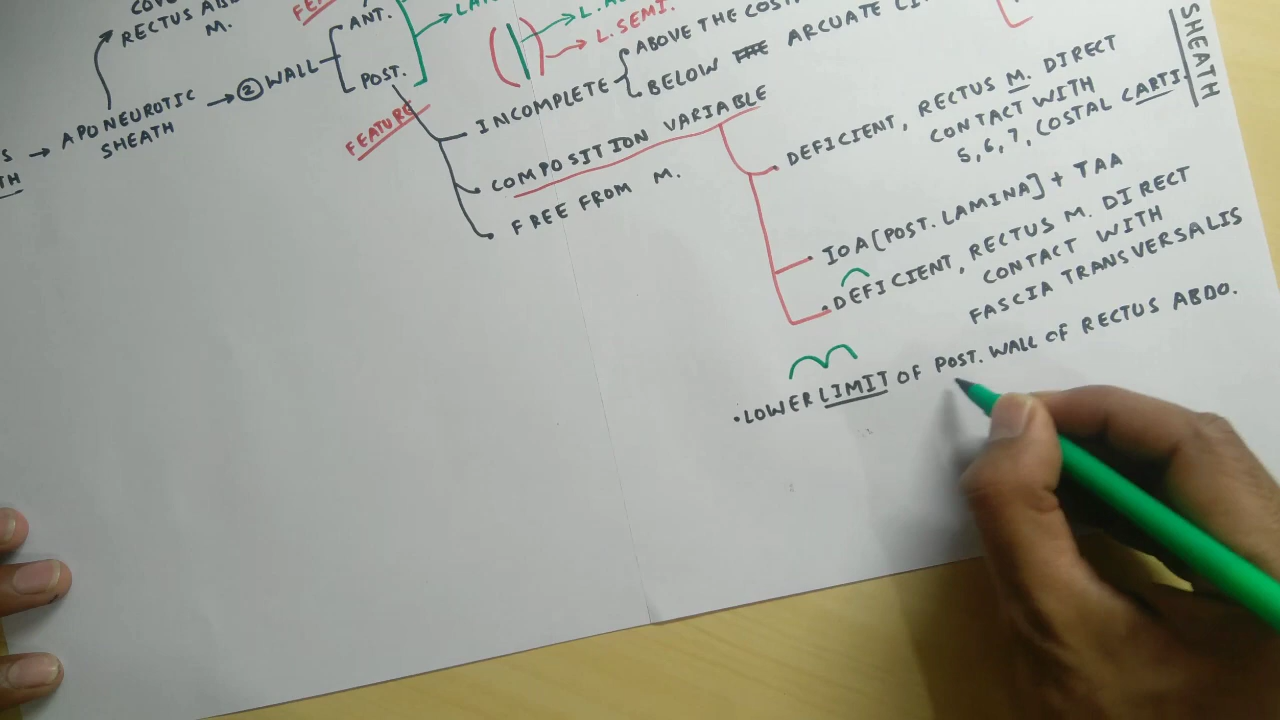 RECTUS ABD
M.
S → APONEUROTIC
SHEATH
TH
→ ② WALL
ANT.
POST.
FEATURE
L. SEMI.
INCOMPLETE
ABOVE THE
BELOW ARCUATE
COMPOSITION VARIABLE
FREE FROM M.
DEFICIENT, RECTUS M. DIRECT
CONTACT WITH
5, 6, 7, COSTAL CARTI.
IOA [POST. LAMINA] + TAA
• DEFICIENT, RECTUS M. DIRECT
CONTACT WITH
FASCIA TRANSVERSALIS
• LOWER LIMIT OF POST. WALL OF RECTUS ABDO.
SHEATH